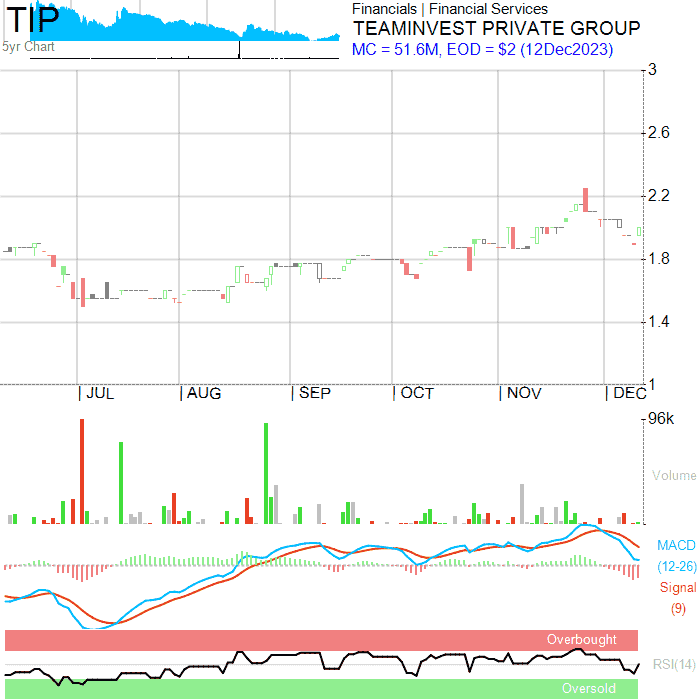 TIP
5yr Chart
Financials | Financial Services
TEAMINVEST PRIVATE GROUP
MC = 51.6M, EOD = $2 (12Dec2023)
3
2.6
2.2
1.8
1.4
1
| JUL | AUG | SEP | OCT | NOV | DEC
96k
Volume
MACD
(12-26)
Signal
(9)
Overbought
RSI(14)
Oversold